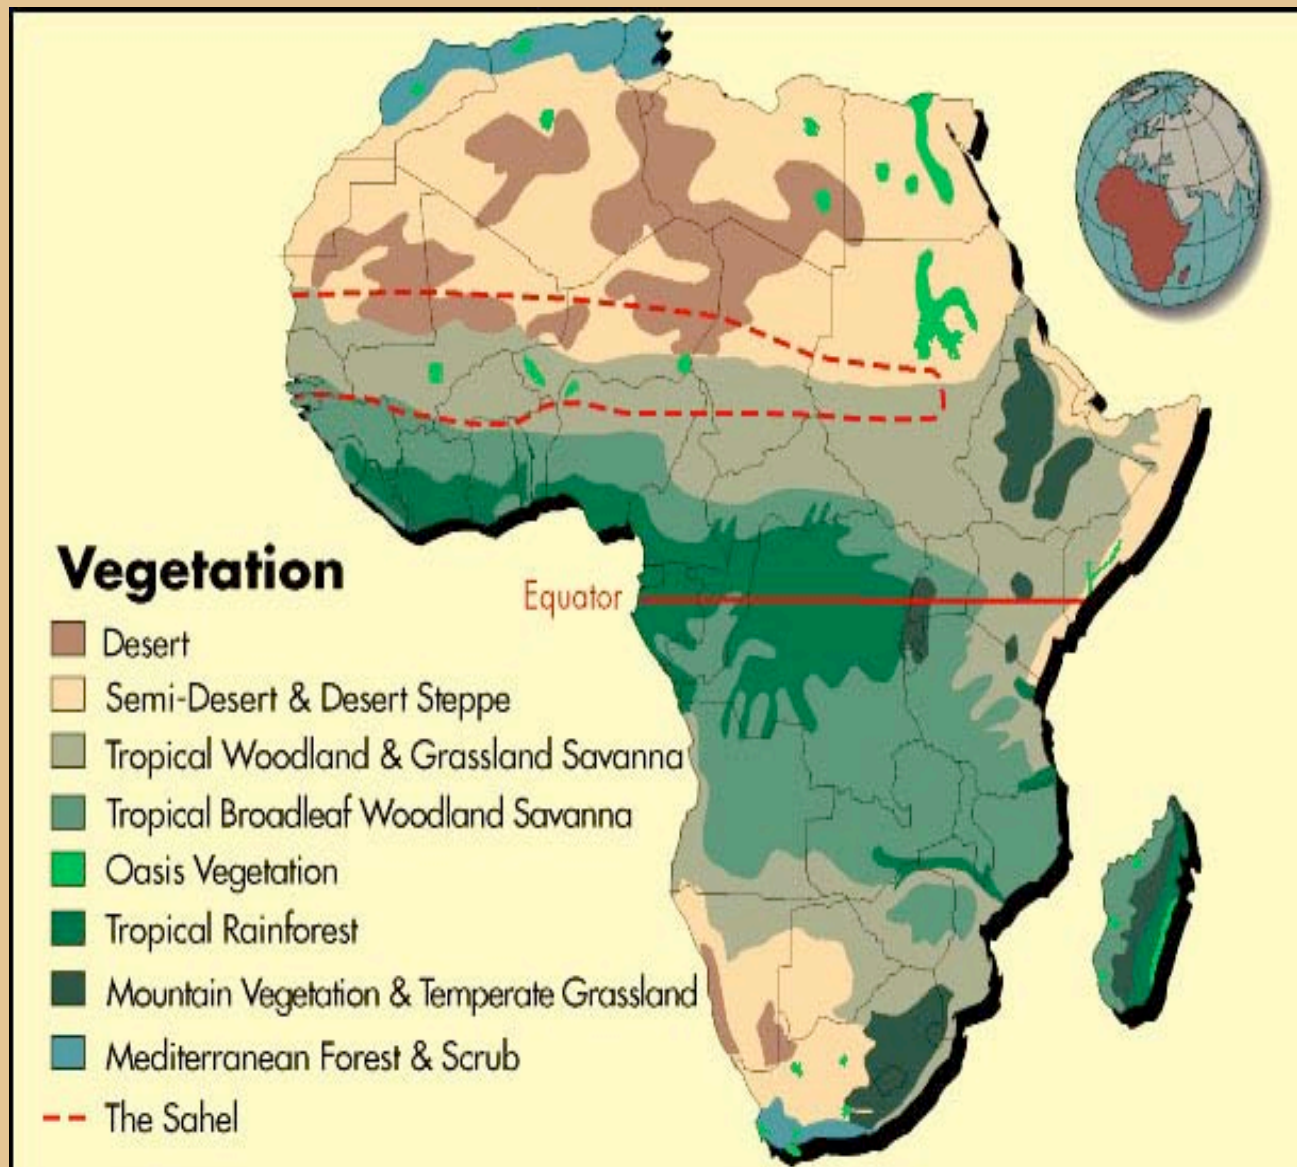 Equator
Vegetation
Desert
Semi-Desert & Desert Steppe
Tropical Woodland & Grassland Savanna
Tropical Broadleaf Woodland Savanna
Oasis Vegetation
Tropical Rainforest
Mountain Vegetation & Temperate Grassland
Mediterranean Forest & Scrub
The Sahel